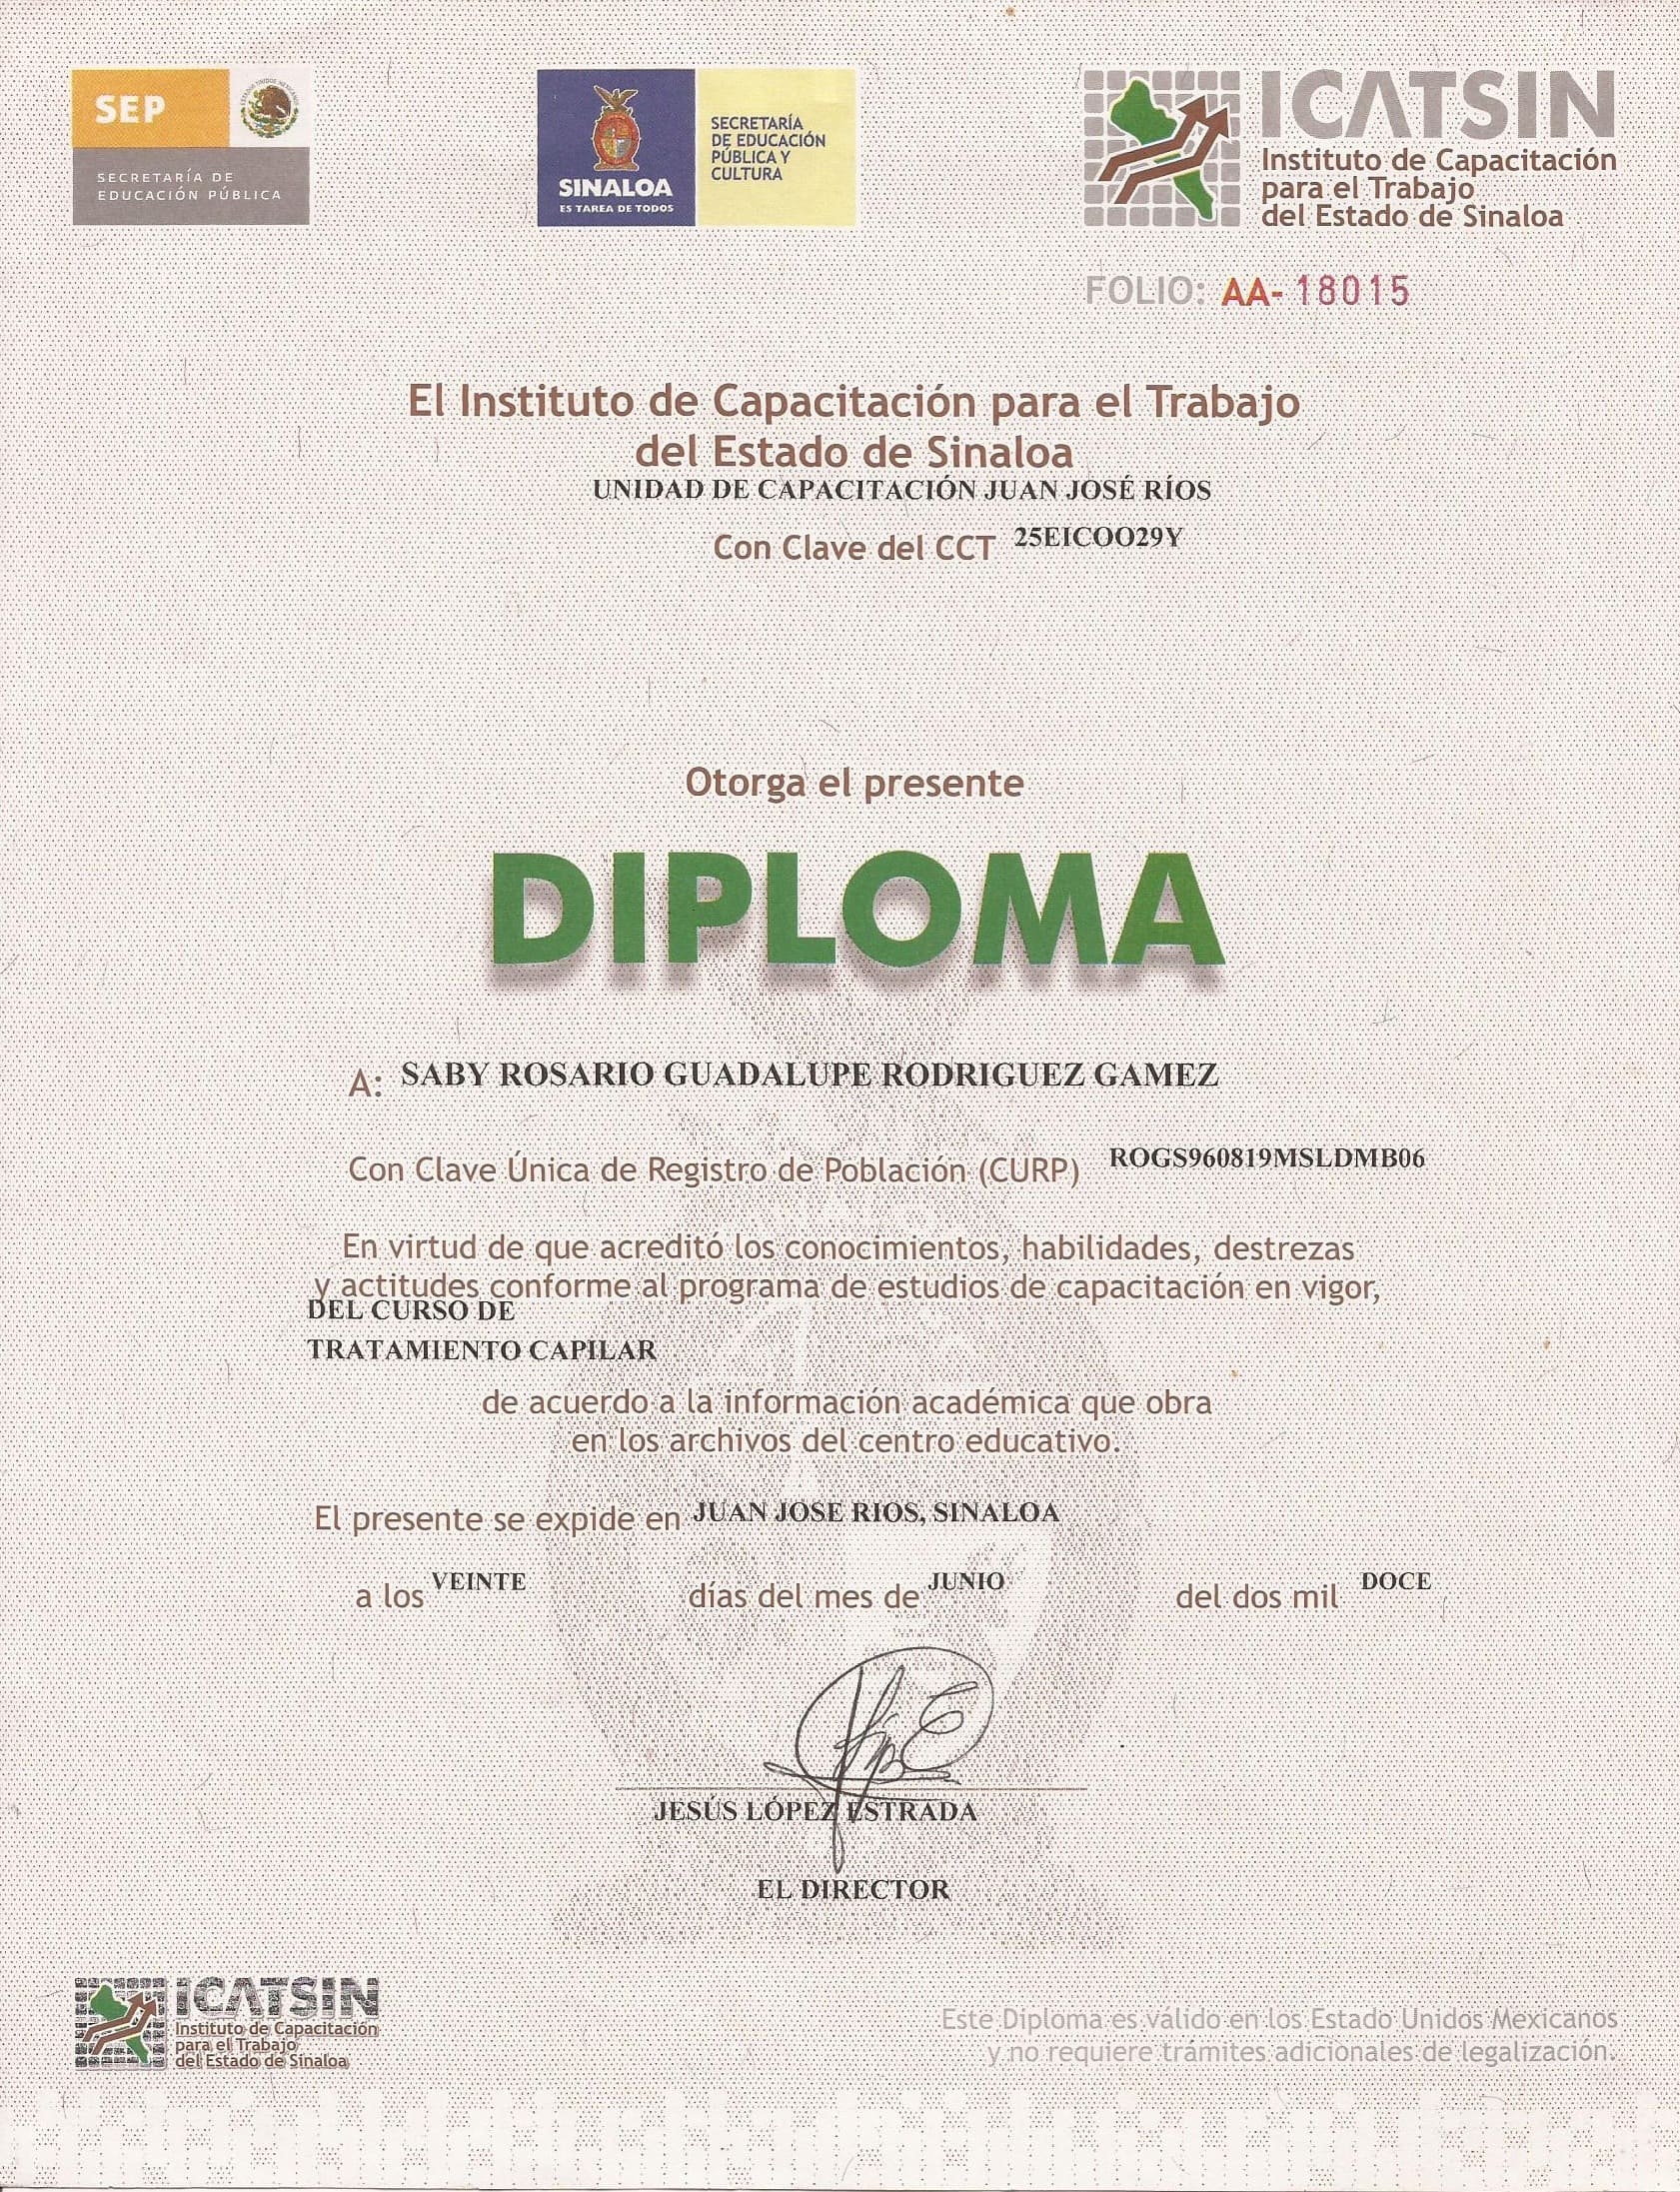 SEP
SECRETARÍA DE
EDUCACIÓN PÚBLICA
ESTADOS UNIDOS MEXICANOS
SINALOA
ES TAREA DE TODOS
SECRETARÍA
DE EDUCACIÓN
PÚBLICA Y
CULTURA
ICATSIN
Instituto de Capacitación
para el Trabajo
del Estado de Sinaloa
FOLIO: AA- 18015
El Instituto de Capacitación para el Trabajo
del Estado de Sinaloa
UNIDAD DE CAPACITACIÓN JUAN JOSÉ RÍOS
Con Clave del CCT 25EICOO29Y
Otorga el presente
DIPLOMA
A: SABY ROSARIO GUADALUPE RODRIGUEZ GAMEZ
Con Clave Única de Registro de Población (CURP) ROGS960819MSLDMB06
En virtud de que acreditó los conocimientos, habilidades, destrezas
y actitudes conforme al programa de estudios de capacitación en vigor,
DEL CURSO DE
TRATAMIENTO CAPILAR
de acuerdo a la información académica que obra
en los archivos del centro educativo.
El presente se expide en JUAN JOSE RIOS, SINALOA
a los VEINTE días del mes de JUNIO del dos mil DOCE
JESÚS LÓPEZ ESTRADA
EL DIRECTOR
ICATSIN
Instituto de Capacitación
para el Trabajo
del Estado de Sinaloa
Este Diploma es válido en los Estado Unidos Mexicanos
y no requiere trámites adicionales de legalización.